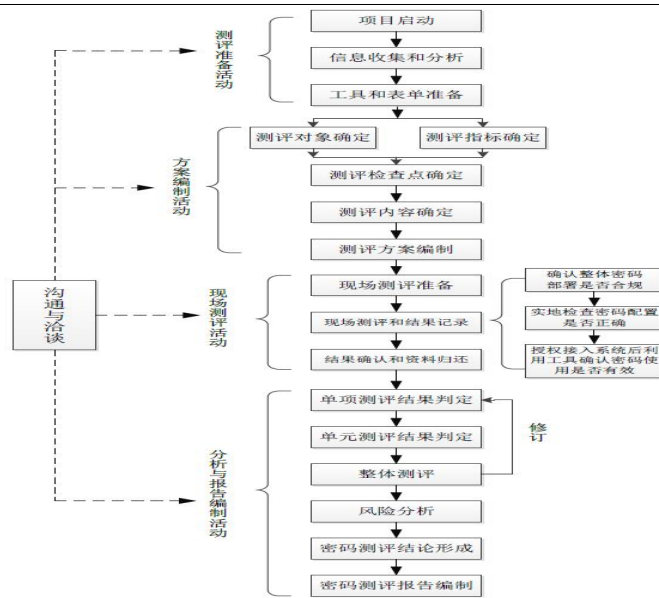 项目启动
信息收集和分析
工具和表单准备
测评准备活动
测评对象确定
测评指标确定
测评检查点确定
测评内容确定
测评方案编制
方案编制活动
沟通与洽谈
现场测评准备
现场测评和结果记录
结果确认和资料归还
现场测评活动
确认整体密码
部署是否合规
实地检查密码配置
是否正确
授权接入系统后利
用工具确认密码使
用是否有效
单项测评结果判定
单元测评结果判定
整体测评
修订
风险分析
密码测评结论形成
密码测评报告编制
分析与报告编制活动